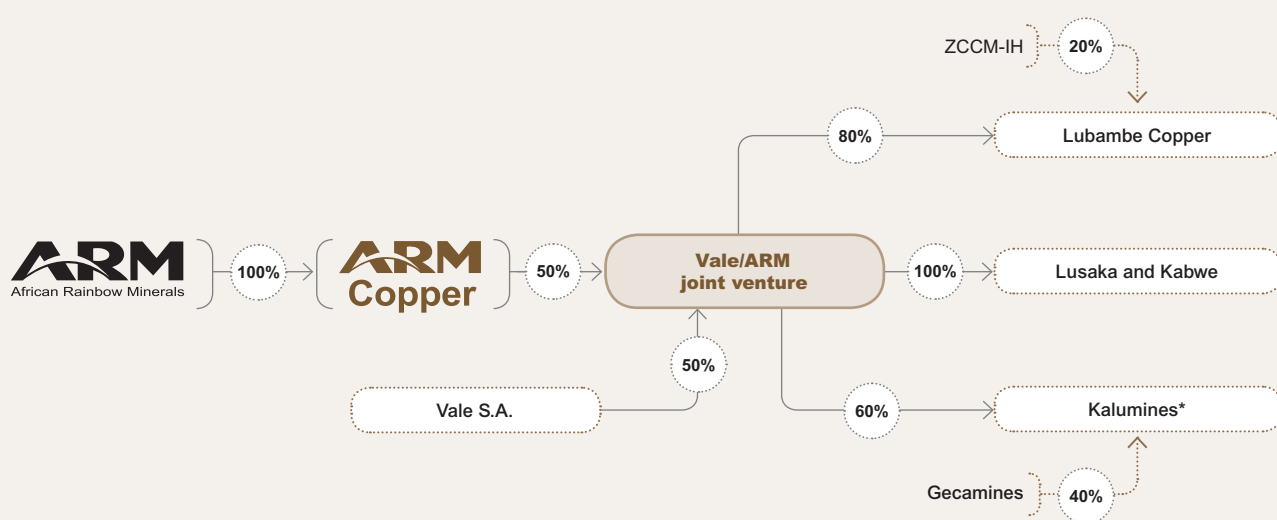 ZCCM-IH
20%
80%
Lubambe Copper
ARM
African Rainbow Minerals
100%
ARM
Copper
50%
Vale/ARM
joint venture
100%
Lusaka and Kabwe
50%
Vale S.A.
60%
Kalumines*
Gecamines
40%